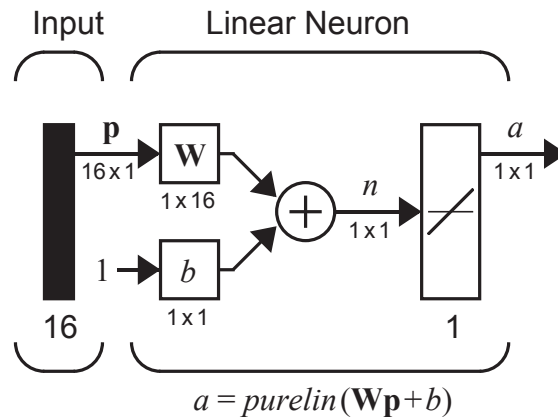 Input Linear Neuron
p a
W n
16 x 1 1 x 1
1 x 16 1 x 1
1 b
1 x 1
16 1
a = purelin(Wp+b)